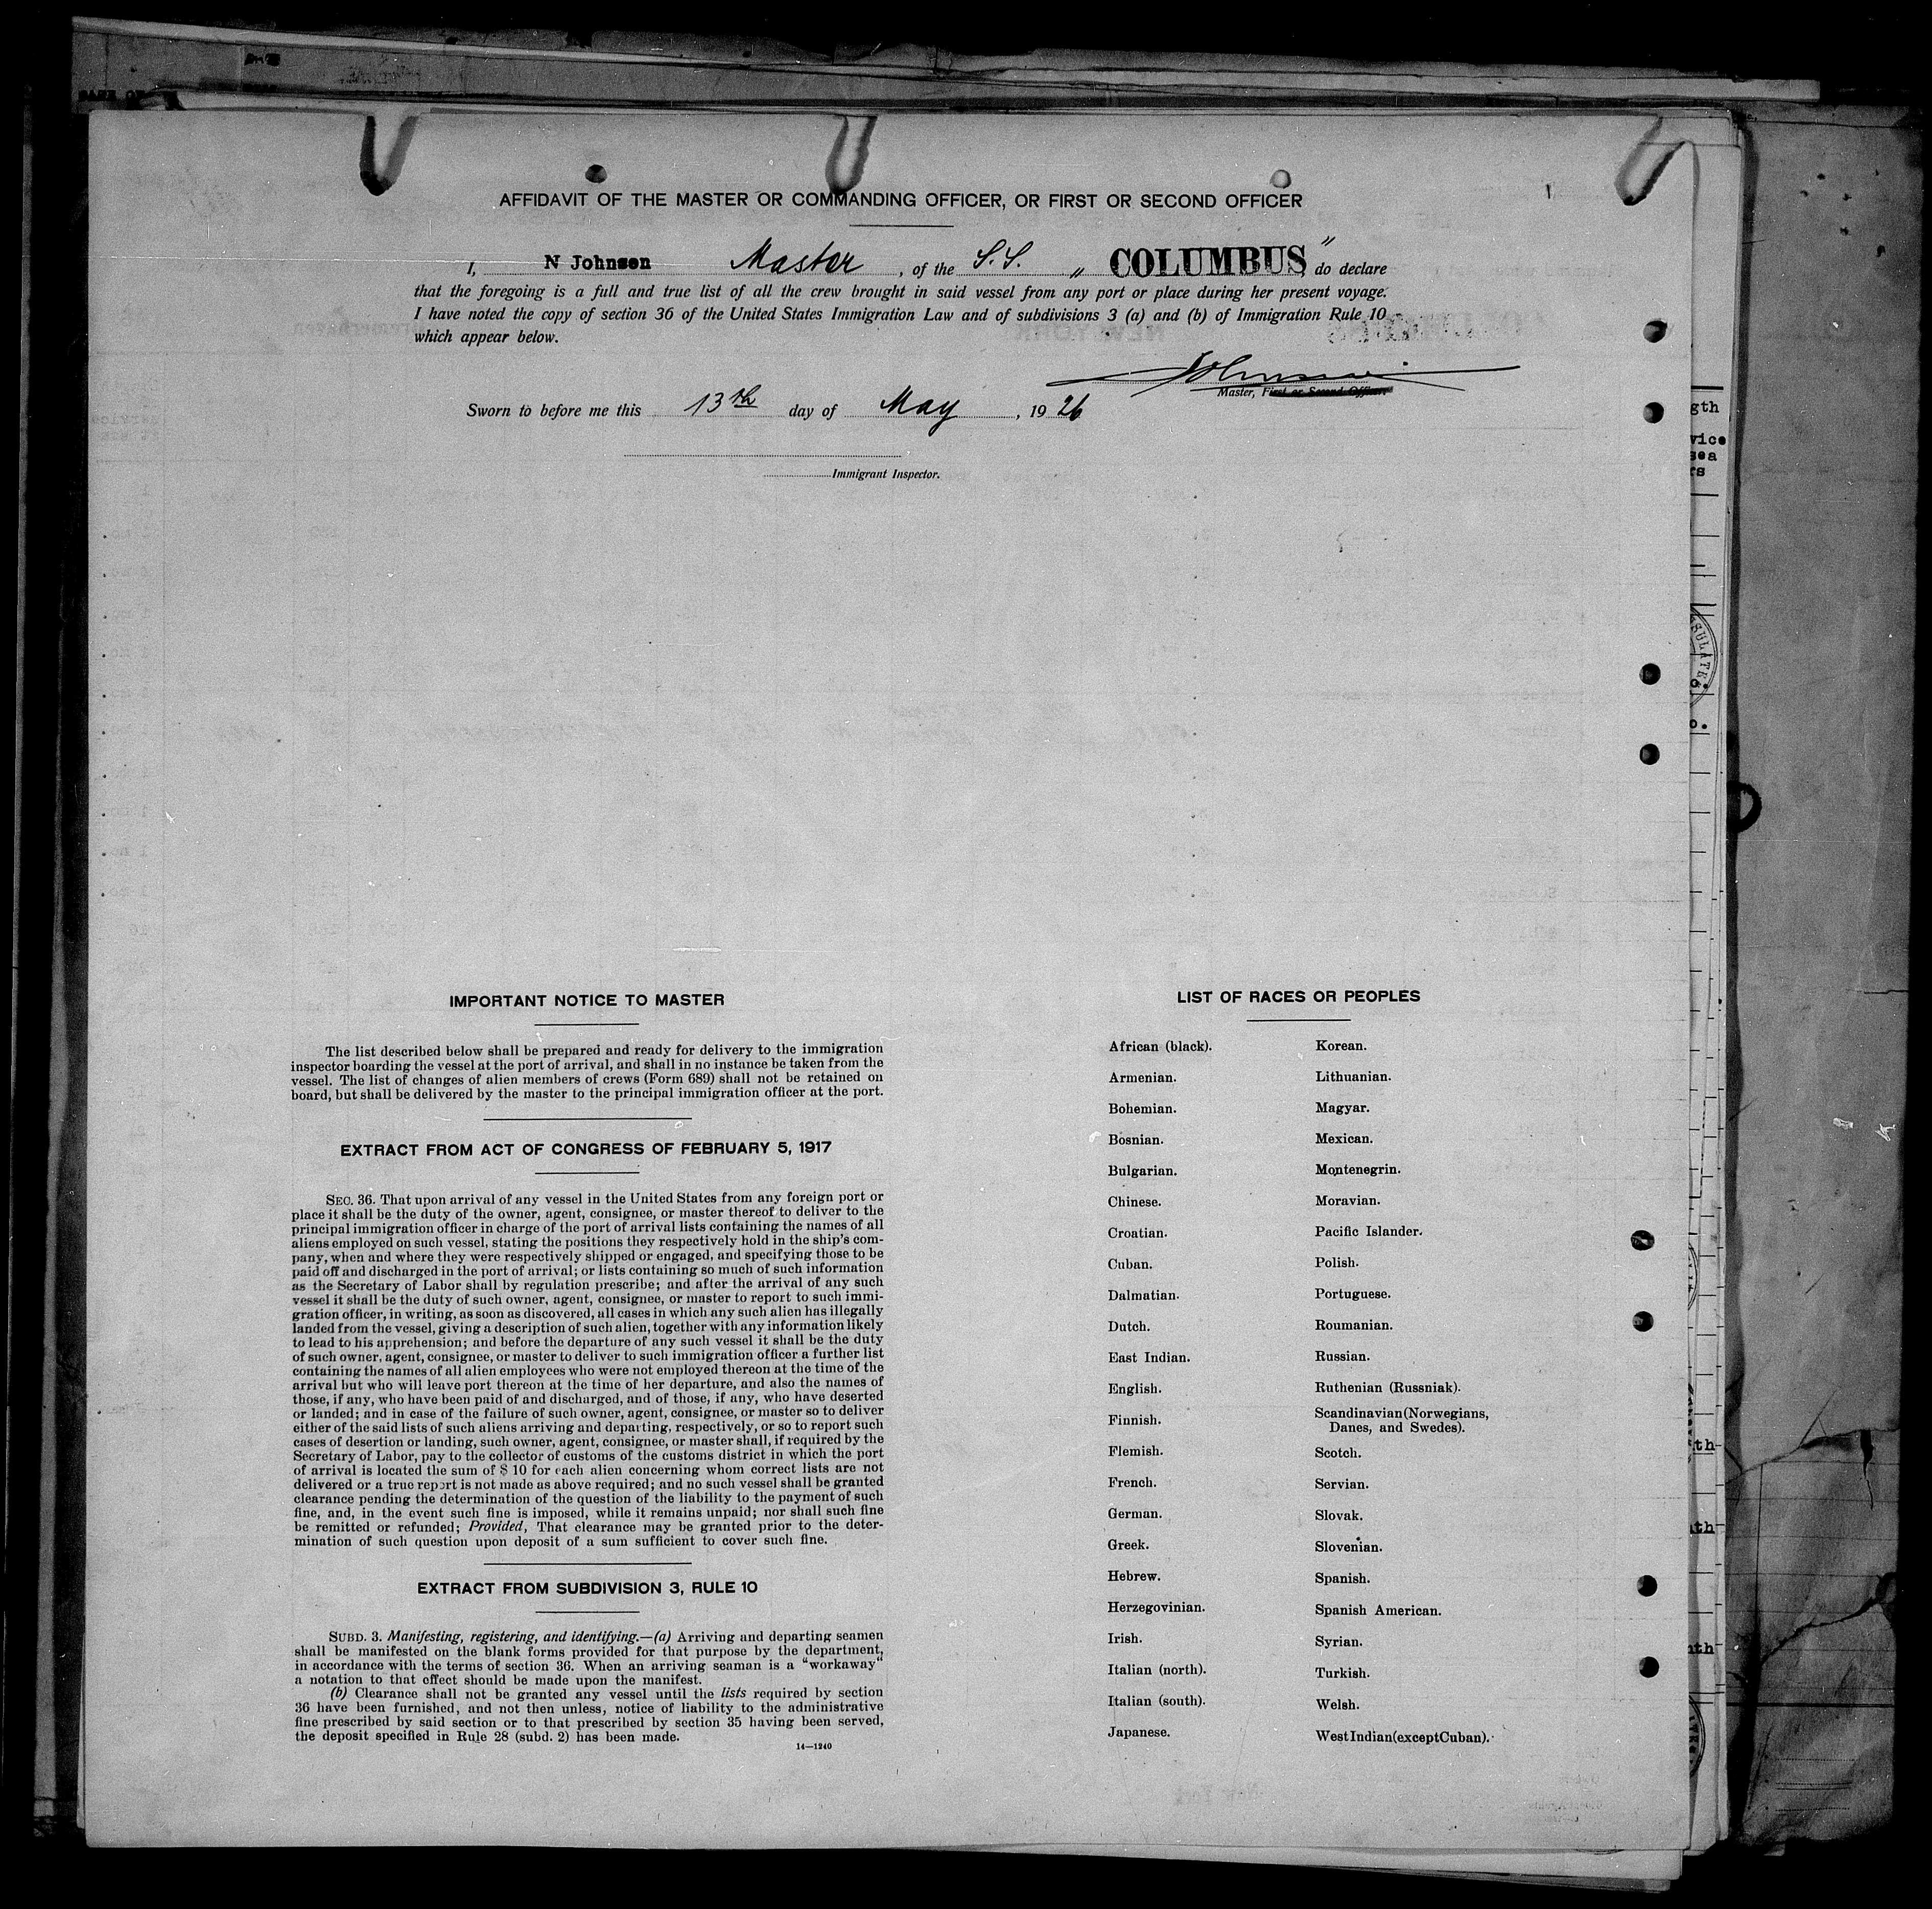 AFFIDAVIT OF THE MASTER OR COMMANDING OFFICER, OR FIRST OR SECOND OFFICER
I, N Johnsen Master, of the S.S. „ COLUMBUS " do declare
that the foregoing is a full and true list of all the crew brought in said vessel from any port or place during her present voyage.
I have noted the copy of section 36 of the United States Immigration Law and of subdivisions 3 (a) and (b) of Immigration Rule 10
which appear below.
Johnsen
Master, First or Second Officer.
Sworn to before me this 13th day of May, 1926
Immigrant Inspector.
IMPORTANT NOTICE TO MASTER
The list described below shall be prepared and ready for delivery to the immigration
inspector boarding the vessel at the port of arrival, and shall in no instance be taken from the
vessel. The list of changes of alien members of crews (Form 689) shall not be retained on
board, but shall be delivered by the master to the principal immigration officer at the port.
EXTRACT FROM ACT OF CONGRESS OF FEBRUARY 5, 1917
SEC. 36. That upon arrival of any vessel in the United States from any foreign port or
place it shall be the duty of the owner, agent, consignee, or master thereof to deliver to the
principal immigration officer in charge of the port of arrival lists containing the names of all
aliens employed on such vessel, stating the positions they respectively hold in the ship's com-
pany, when and where they were respectively shipped or engaged, and specifying those to be
paid off and discharged in the port of arrival; or lists containing so much of such information
as the Secretary of Labor shall by regulation prescribe; and after the arrival of any such
vessel it shall be the duty of such owner, agent, consignee, or master to report to such immi-
gration officer, in writing, as soon as discovered, all cases in which any such alien has illegally
landed from the vessel, giving a description of such alien, together with any information likely
to lead to his apprehension; and before the departure of any such vessel it shall be the duty
of such owner, agent, consignee, or master to deliver to such immigration officer a further list
containing the names of all alien employees who were not employed thereon at the time of the
arrival but who will leave port thereon at the time of her departure, and also the names of
those, if any, who have been paid of and discharged, and of those, if any, who have deserted
or landed; and in case of the failure of such owner, agent, consignee, or master so to deliver
either of the said lists of such aliens arriving and departing, respectively, or so to report such
cases of desertion or landing, such owner, agent, consignee, or master shall, if required by the
Secretary of Labor, pay to the collector of customs of the customs district in which the port
of arrival is located the sum of $ 10 for each alien concerning whom correct lists are not
delivered or a true report is not made as above required; and no such vessel shall be granted
clearance pending the determination of the question of the liability to the payment of such
fine, and, in the event such fine is imposed, while it remains unpaid; nor shall such fine
be remitted or refunded; Provided, That clearance may be granted prior to the deter-
mination of such question upon deposit of a sum sufficient to cover such fine.
EXTRACT FROM SUBDIVISION 3, RULE 10
SUBD. 3. Manifesting, registering, and identifying.—(a) Arriving and departing seamen
shall be manifested on the blank forms provided for that purpose by the department,
in accordance with the terms of section 36. When an arriving seaman is a "workaway"
a notation to that effect should be made upon the manifest.
(b) Clearance shall not be granted any vessel until the lists required by section
36 have been furnished, and not then unless, notice of liability to the administrative
fine prescribed by said section or to that prescribed by section 35 having been served,
the deposit specified in Rule 28 (subd. 2) has been made.
14—1240
LIST OF RACES OR PEOPLES
African (black).
Armenian.
Bohemian.
Bosnian.
Bulgarian.
Chinese.
Croatian.
Cuban.
Dalmatian.
Dutch.
East Indian.
English.
Finnish.
Flemish.
French.
German.
Greek.
Hebrew.
Herzegovinian.
Irish.
Italian (north).
Italian (south).
Japanese.
Korean.
Lithuanian.
Magyar.
Mexican.
Montenegrin.
Moravian.
Pacific Islander.
Polish.
Portuguese.
Roumanian.
Russian.
Ruthenian (Russniak).
Scandinavian (Norwegians,
Danes, and Swedes).
Scotch.
Servian.
Slovak.
Slovenian.
Spanish.
Spanish American.
Syrian.
Turkish.
Welsh.
West Indian (except Cuban).